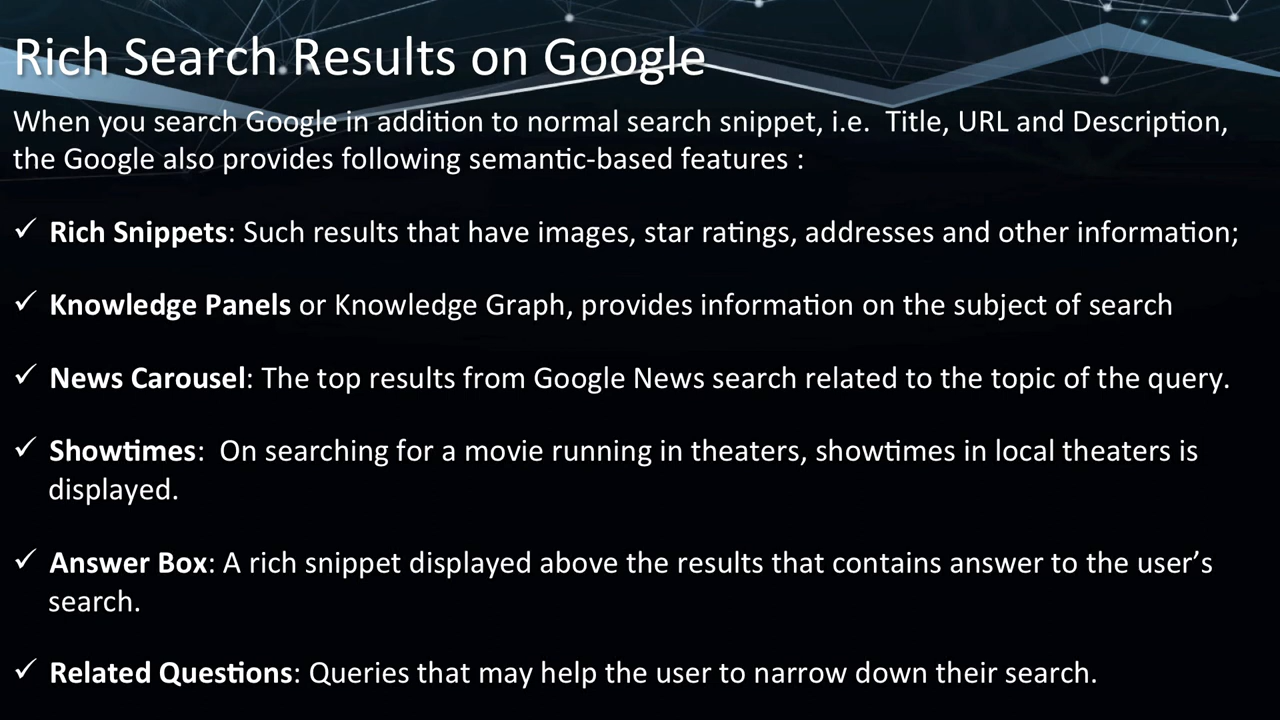 Rich Search Results on Google
When you search Google in addition to normal search snippet, i.e.  Title, URL and Description,
the Google also provides following semantic-based features :
✓ Rich Snippets: Such results that have images, star ratings, addresses and other information;
✓ Knowledge Panels or Knowledge Graph, provides information on the subject of search
✓ News Carousel: The top results from Google News search related to the topic of the query.
✓ Showtimes:  On searching for a movie running in theaters, showtimes in local theaters is
displayed.
✓ Answer Box: A rich snippet displayed above the results that contains answer to the user’s
search.
✓ Related Questions: Queries that may help the user to narrow down their search.